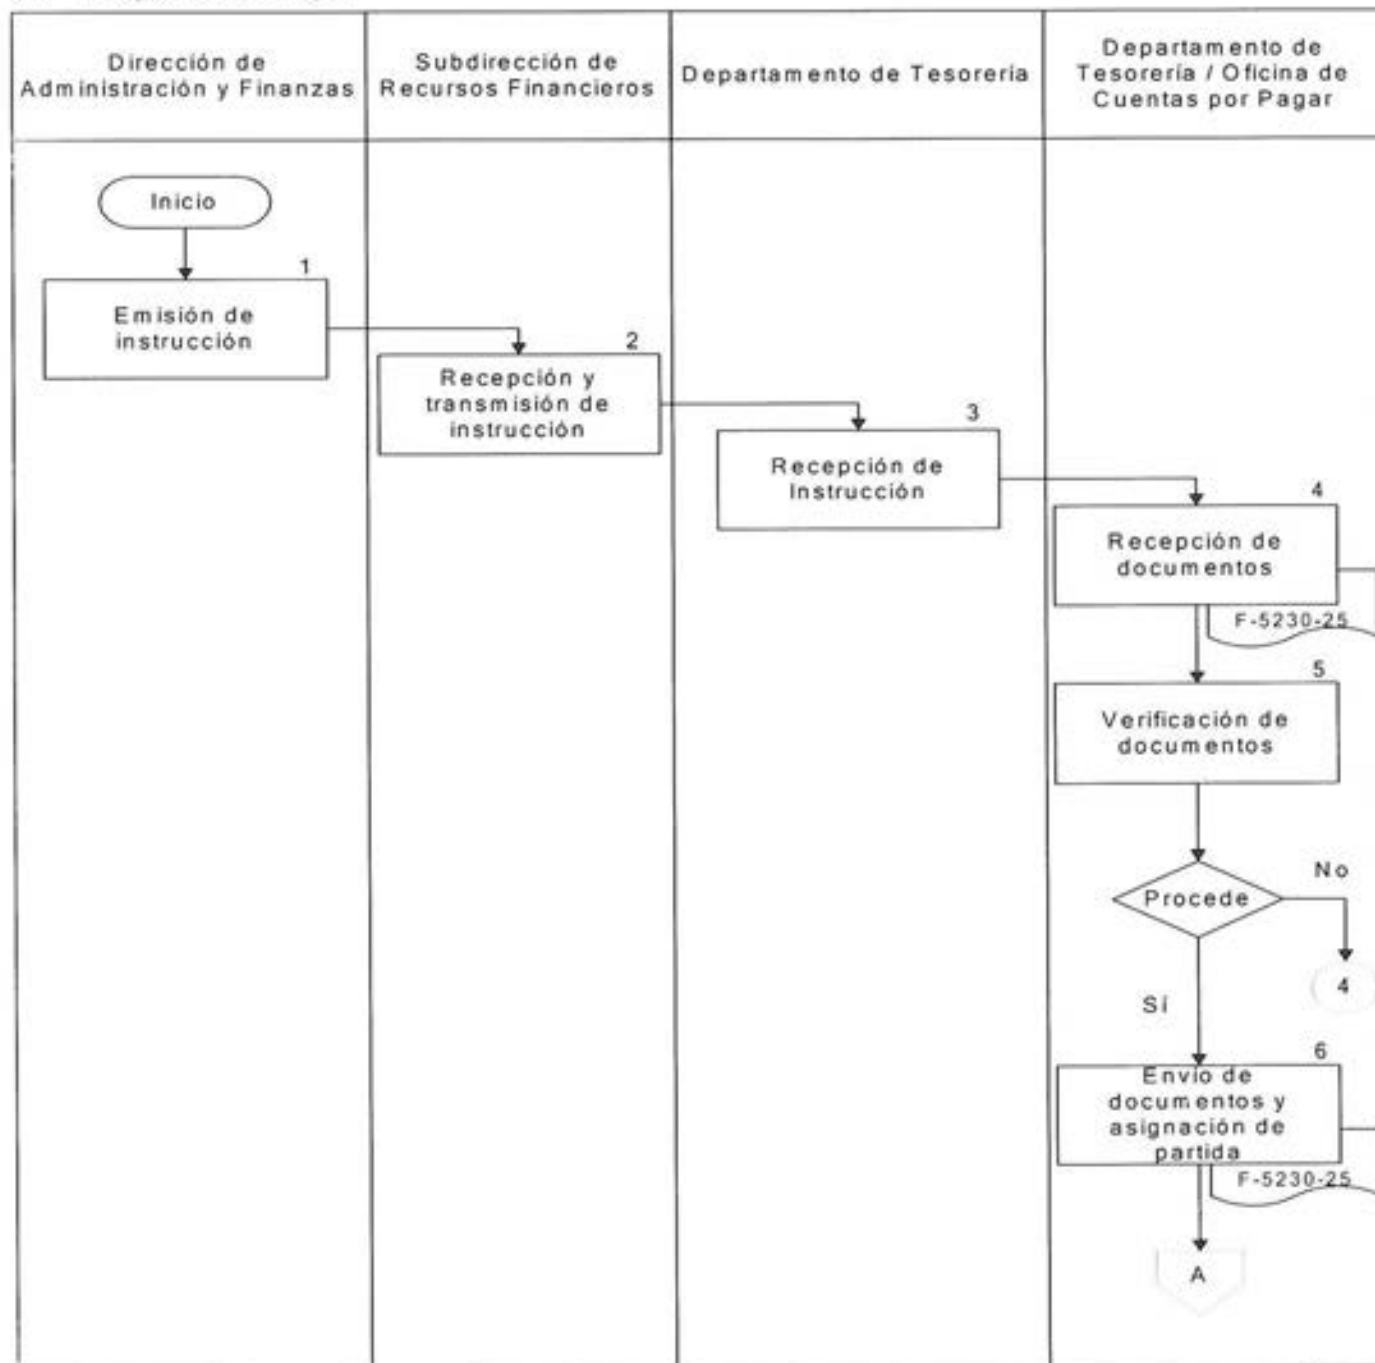 Dirección de
Administración y Finanzas
Subdirección de
Recursos Financieros
Departamento de Tesorería
Departamento de
Tesorería / Oficina de
Cuentas por Pagar
Inicio
1
Emisión de
instrucción
2
Recepción y
transmisión de
instrucción
3
Recepción de
Instrucción
4
Recepción de
documentos
F-5230-25
5
Verificación de
documentos
Procede
No
4
Sí
6
Envío de
documentos y
asignación de
partida
F-5230-25
A